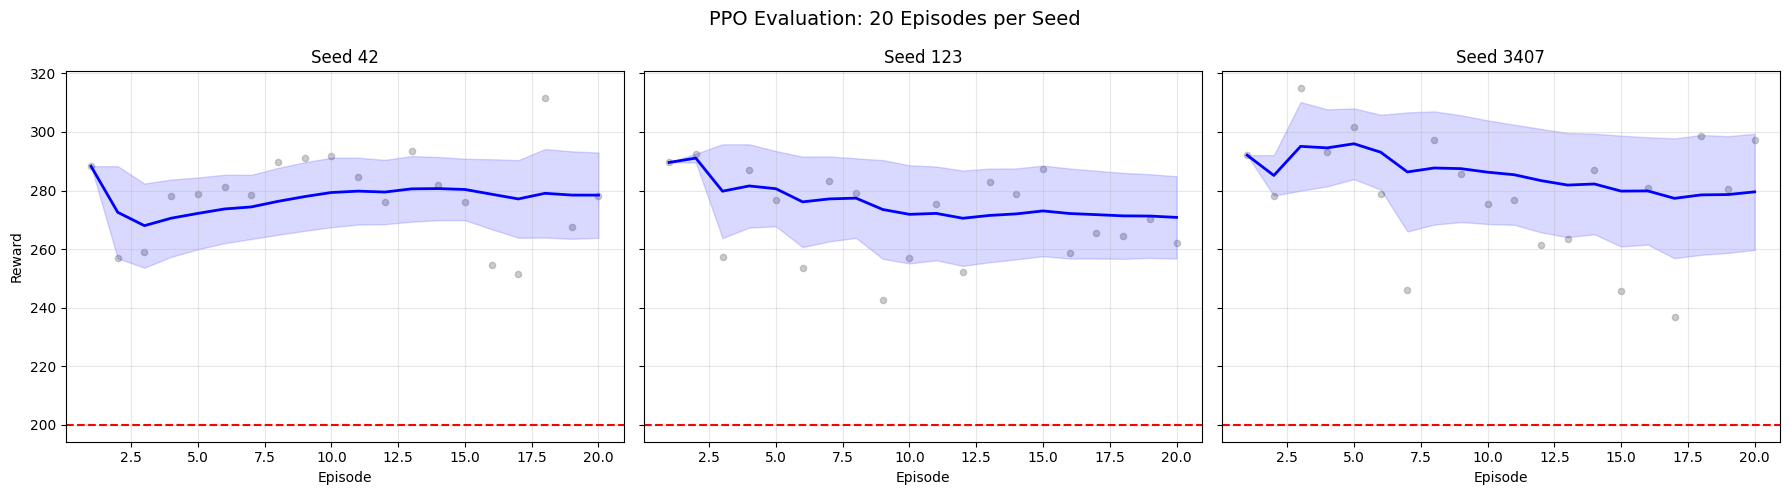 PPO Evaluation: 20 Episodes per Seed
Seed 42
Seed 123
Seed 3407
Reward
320
300
280
260
240
220
200
2.5 5.0 7.5 10.0 12.5 15.0 17.5 20.0
2.5 5.0 7.5 10.0 12.5 15.0 17.5 20.0
2.5 5.0 7.5 10.0 12.5 15.0 17.5 20.0
Episode
Episode
Episode